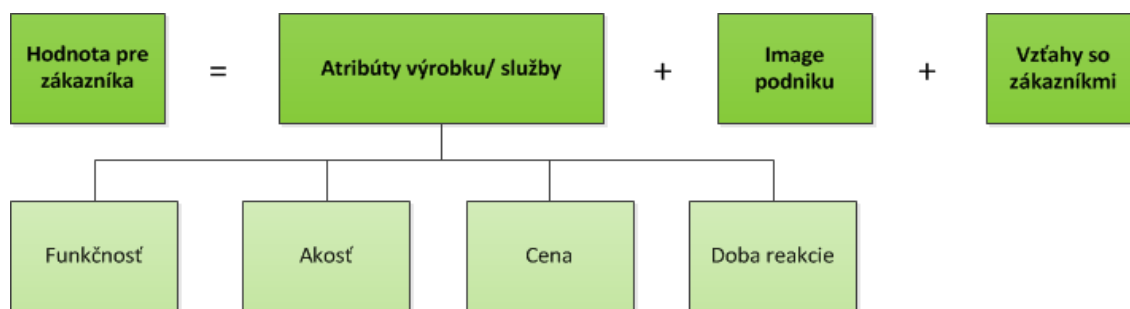 Hodnota pre
zákazníka
=
Atribúty výrobku/ služby
+
Image
podniku
+
Vzťahy so
zákazníkmi
Funkčnosť
Akosť
Cena
Doba reakcie